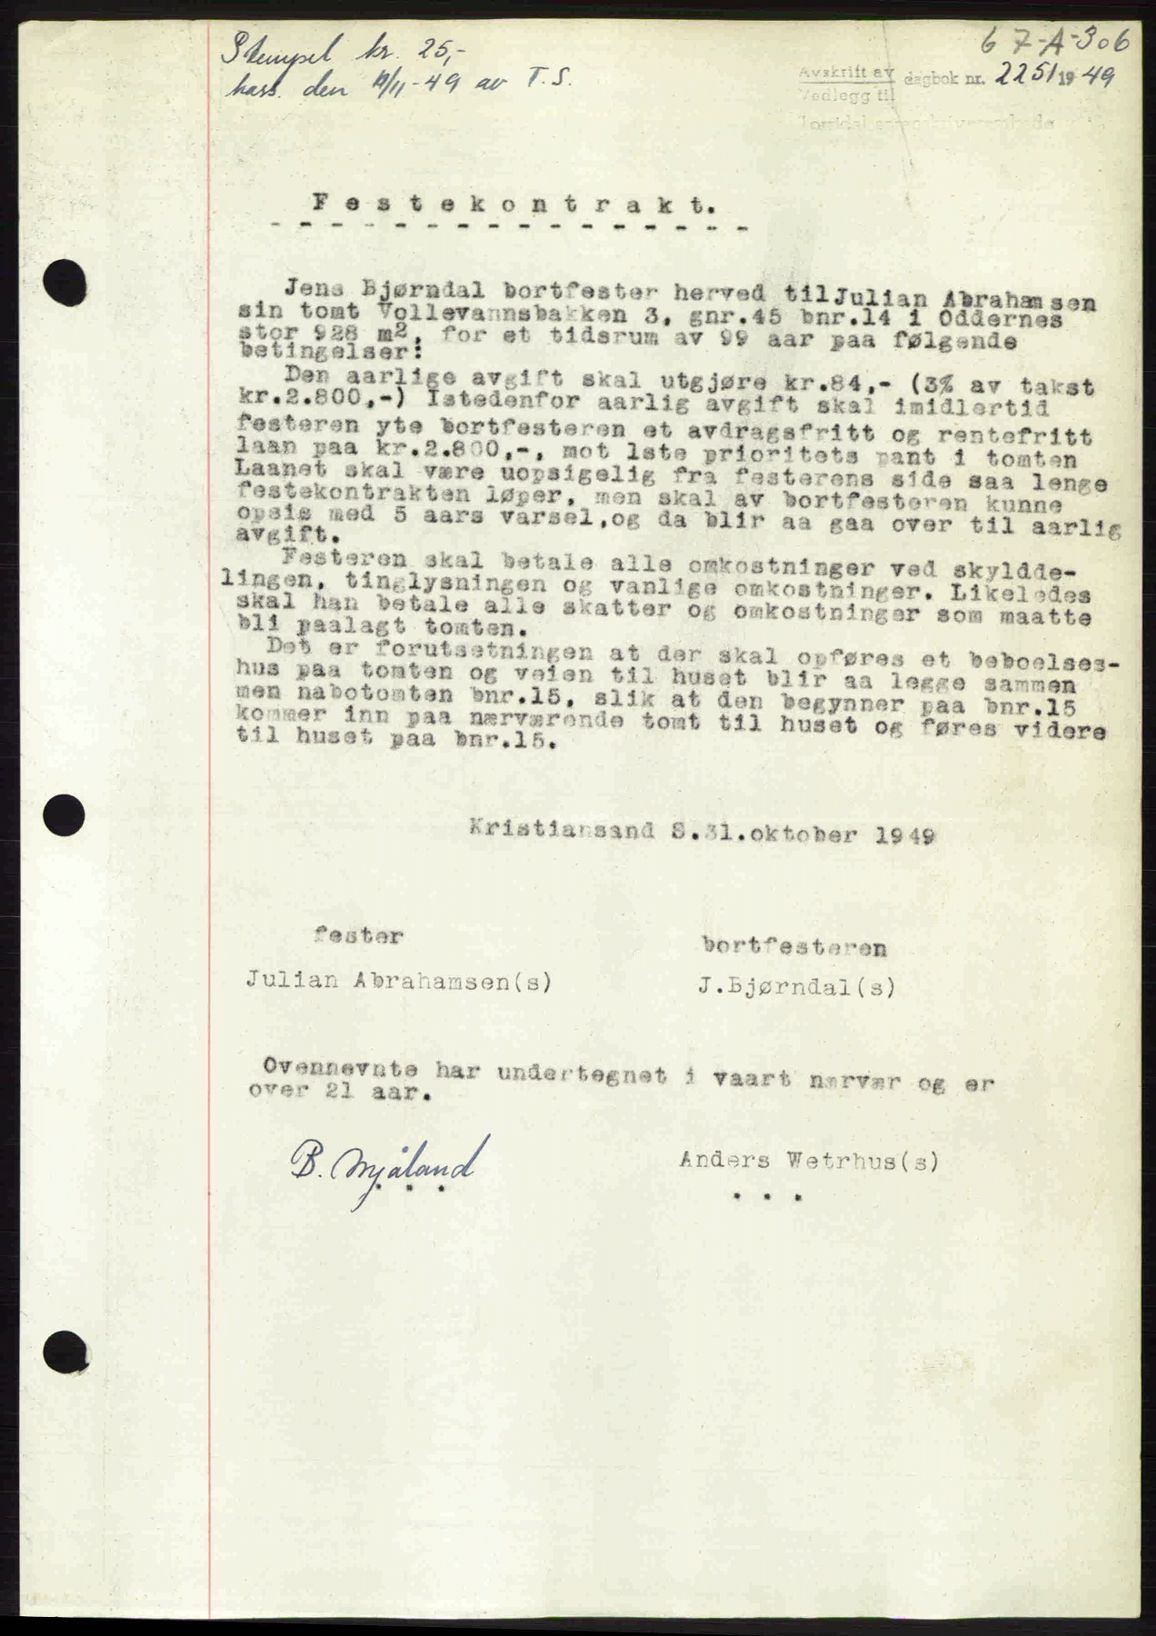 Stempel kr. 25,-
kass. den 12/11-49 av T.S.
67-A-306
Avskrift av
Vedlegg til
dagbok nr. 2251 1949
Festekontrakt.
Jens Bjørndal bortfester herved til Julian Abrahamsen
sin tomt Vollevannsbakken 3, gnr.45 bnr.14 i Oddernes
stor 928 m2, for et tidsrum av 99 aar paa følgende
betingelser:
Den aarlige avgift skal utgjøre kr.84,- (3% av takst
kr.2.800,-) Istedenfor aarlig avgift skal imidlertid
festeren yte bortfesteren et avdragsfritt og rentefritt
laan paa kr.2.800,-, mot 1ste prioritets pant i tomten
Laanet skal være uopsigelig fra festerens side saa lenge
festekontrakten løper, men skal av bortfesteren kunne
opsis med 5 aars varsel,og da blir aa gaa over til aarlig
avgift.
Festeren skal betale alle omkostninger ved skyldde-
lingen, tinglysningen og vanlige omkostninger. Likeledes
skal han betale alle skatter og omkostninger som maatte
bli paalagt tomten.
Det er forutsetningen at der skal opføres et beboelses-
hus paa tomten og veien til huset blir aa legge sammen
men nabotomten bnr.15, slik at den begynner paa bnr.15
kommer inn paa nærværende tomt til huset og føres videre
til huset paa bnr.15.
Kristiansand S.31.oktober 1949
fester
bortfesteren
Julian Abrahamsen(s)
J.Bjørndal(s)
Ovennevnte har undertegnet i vaart nærvær og er
over 21 aar.
B. Mjåland
Anders Wetrhus(s)